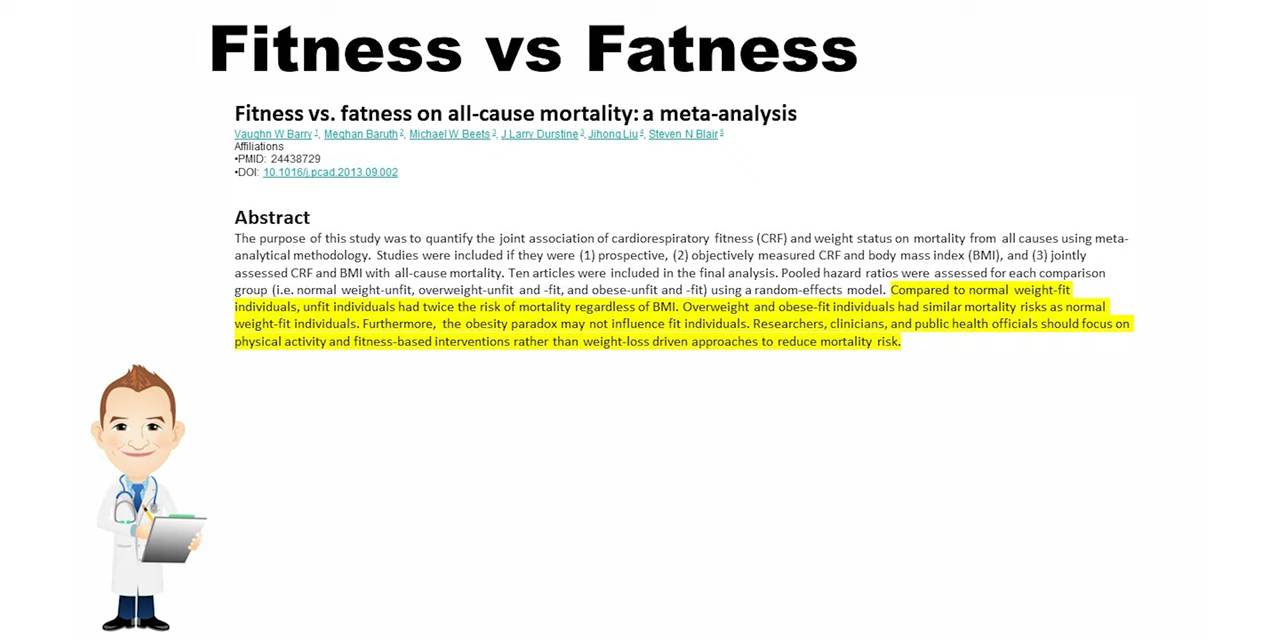 Fitness vs Fatness
Fitness vs. fatness on all-cause mortality: a meta-analysis
Vaughn W Barry 1, Meghan Baruth 2, Michael W Beets 3, J Larry Durstine 3, Jihong Liu 4, Steven N Blair 5
Affiliations
•PMID: 24438729
•DOI: 10.1016/j.pcad.2013.09.002
Abstract
The purpose of this study was to quantify the joint association of cardiorespiratory fitness (CRF) and weight status on mortality from all causes using meta-
analytical methodology. Studies were included if they were (1) prospective, (2) objectively measured CRF and body mass index (BMI), and (3) jointly
assessed CRF and BMI with all-cause mortality. Ten articles were included in the final analysis. Pooled hazard ratios were assessed for each comparison
group (i.e. normal weight-unfit, overweight-unfit and -fit, and obese-unfit and -fit) using a random-effects model. Compared to normal weight-fit
individuals, unfit individuals had twice the risk of mortality regardless of BMI. Overweight and obese-fit individuals had similar mortality risks as normal
weight-fit individuals. Furthermore, the obesity paradox may not influence fit individuals. Researchers, clinicians, and public health officials should focus on
physical activity and fitness-based interventions rather than weight-loss driven approaches to reduce mortality risk.